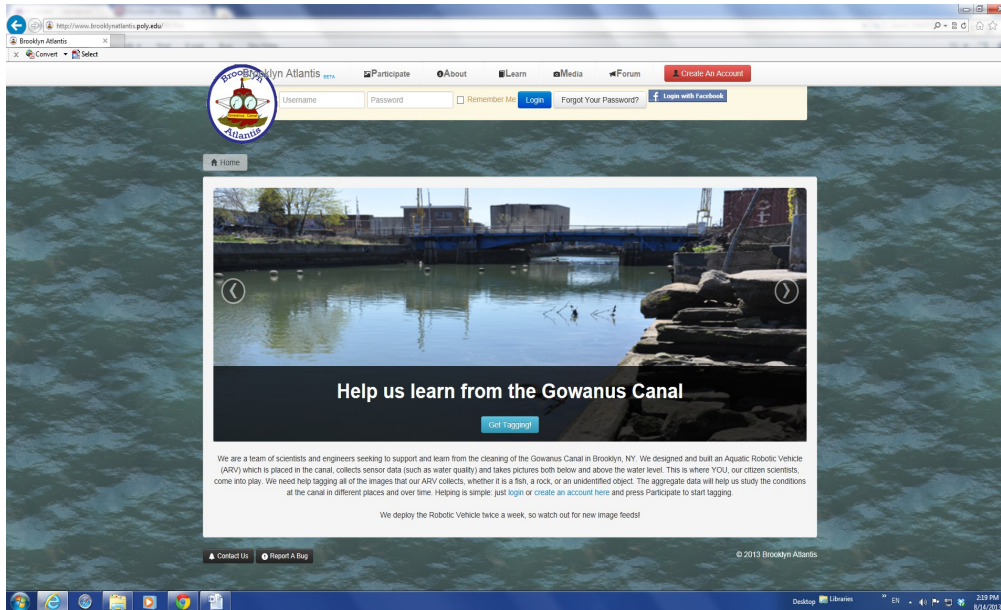 http://www.brooklynatlantis.poly.edu/
Brooklyn Atlantis
x Convert Select
Brooklyn Atlantis BETA Participate About Learn Media Forum Create An Account
Brooklyn
Gowanus Canal
Atlantis
Username Password Remember Me Login Forgot Your Password? Login with Facebook
Home
Help us learn from the Gowanus Canal
Get Tagging!
We are a team of scientists and engineers seeking to support and learn from the cleaning of the Gowanus Canal in Brooklyn, NY. We designed and built an Aquatic Robotic Vehicle
(ARV) which is placed in the canal, collects sensor data (such as water quality) and takes pictures both below and above the water level. This is where YOU, our citizen scientists,
come into play. We need help tagging all of the images that our ARV collects, whether it is a fish, a rock, or an unidentified object. The aggregate data will help us study the conditions
at the canal in different places and over time. Helping is simple: just login or create an account here and press Participate to start tagging.
We deploy the Robotic Vehicle twice a week, so watch out for new image feeds!
Contact Us Report A Bug © 2013 Brooklyn Atlantis
Desktop Libraries EN 2:19 PM
8/14/2013